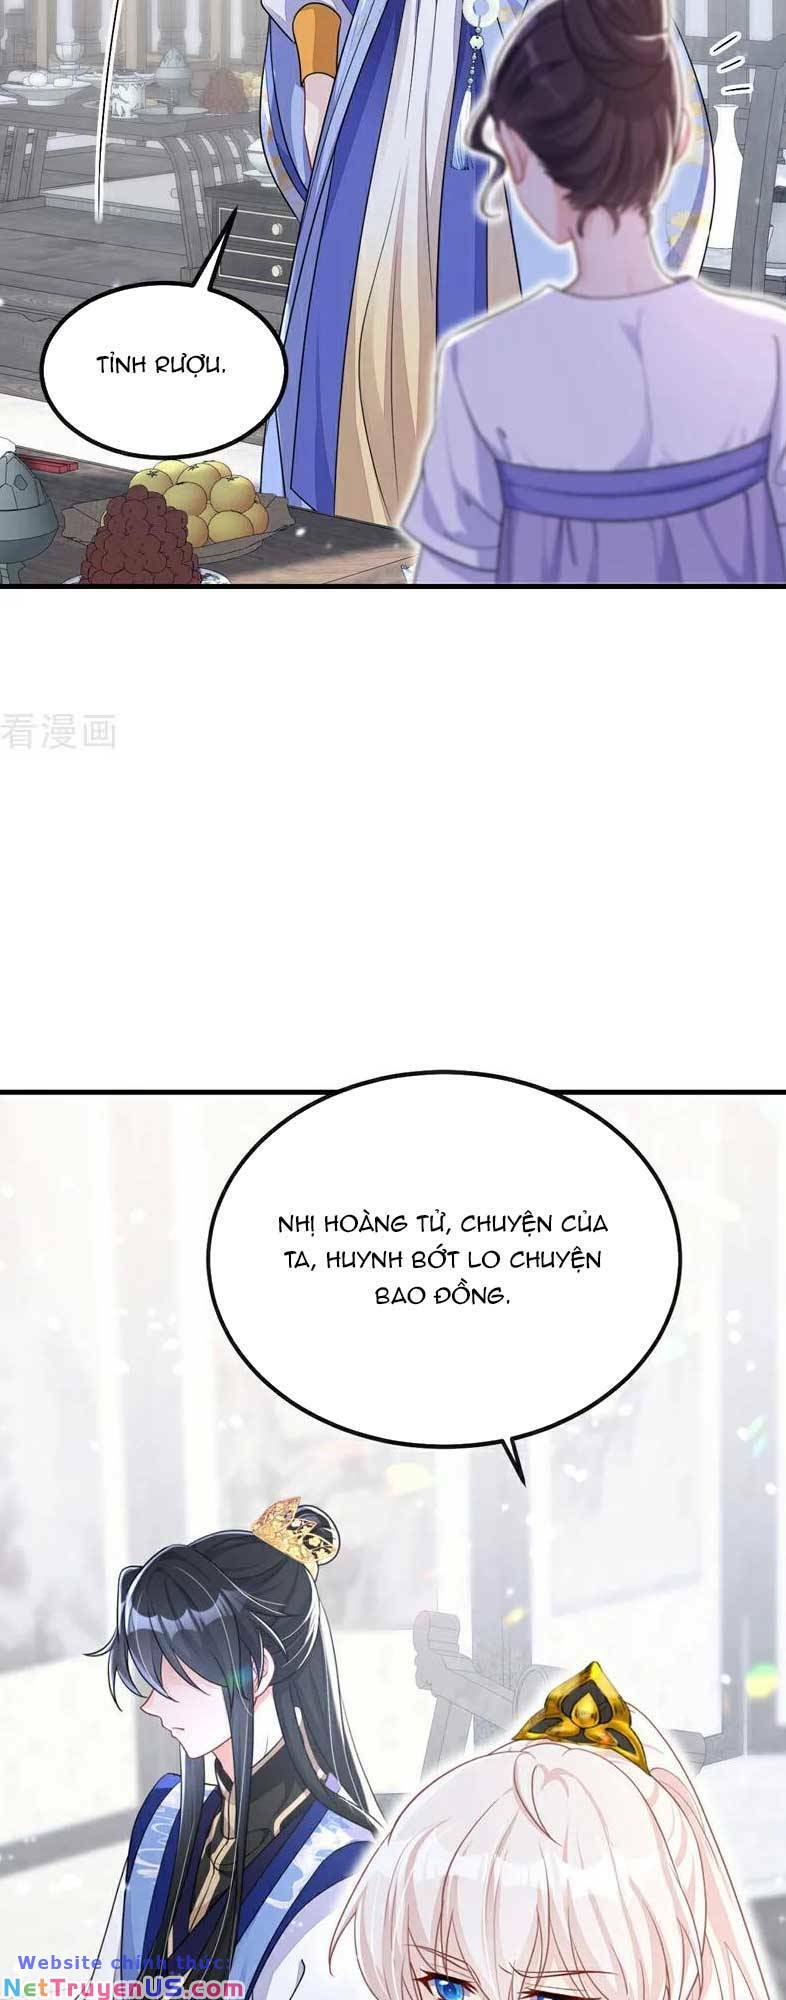 TỈNH RƯỢU.
看漫画
NHỊ HOÀNG TỬ, CHUYỆN CỦA
TA, HUYNH BỚT LO CHUYỆN
BAO ĐỒNG.
Website chính thức:
NETTRUYENUS.COM